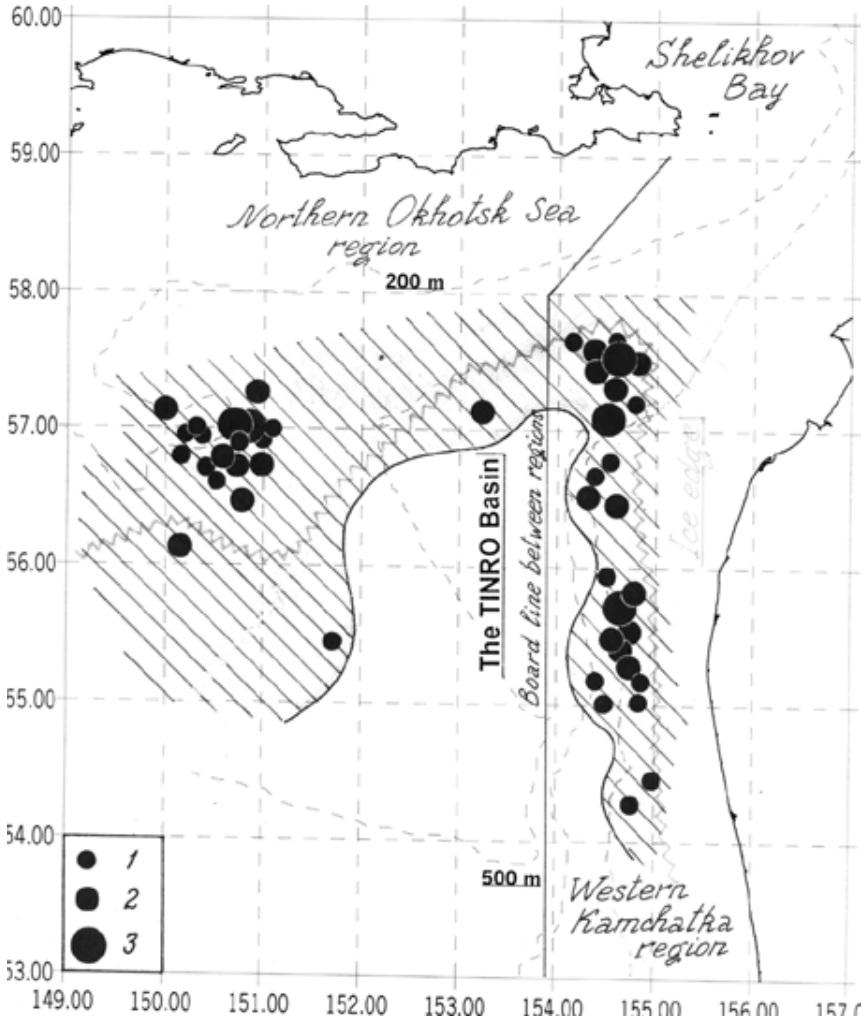 60.00
Shelikhov
Bay
59.00
Northern Okhotsk Sea
region
200 m
58.00
57.00
The TINRO Basin
Board line between regions
Ice edge
56.00
55.00
54.00
1
2
3
500 m
Western
Kamchatka
region
53.00
149.00 150.00 151.00 152.00 153.00 154.00 155.00 156.00 157.0